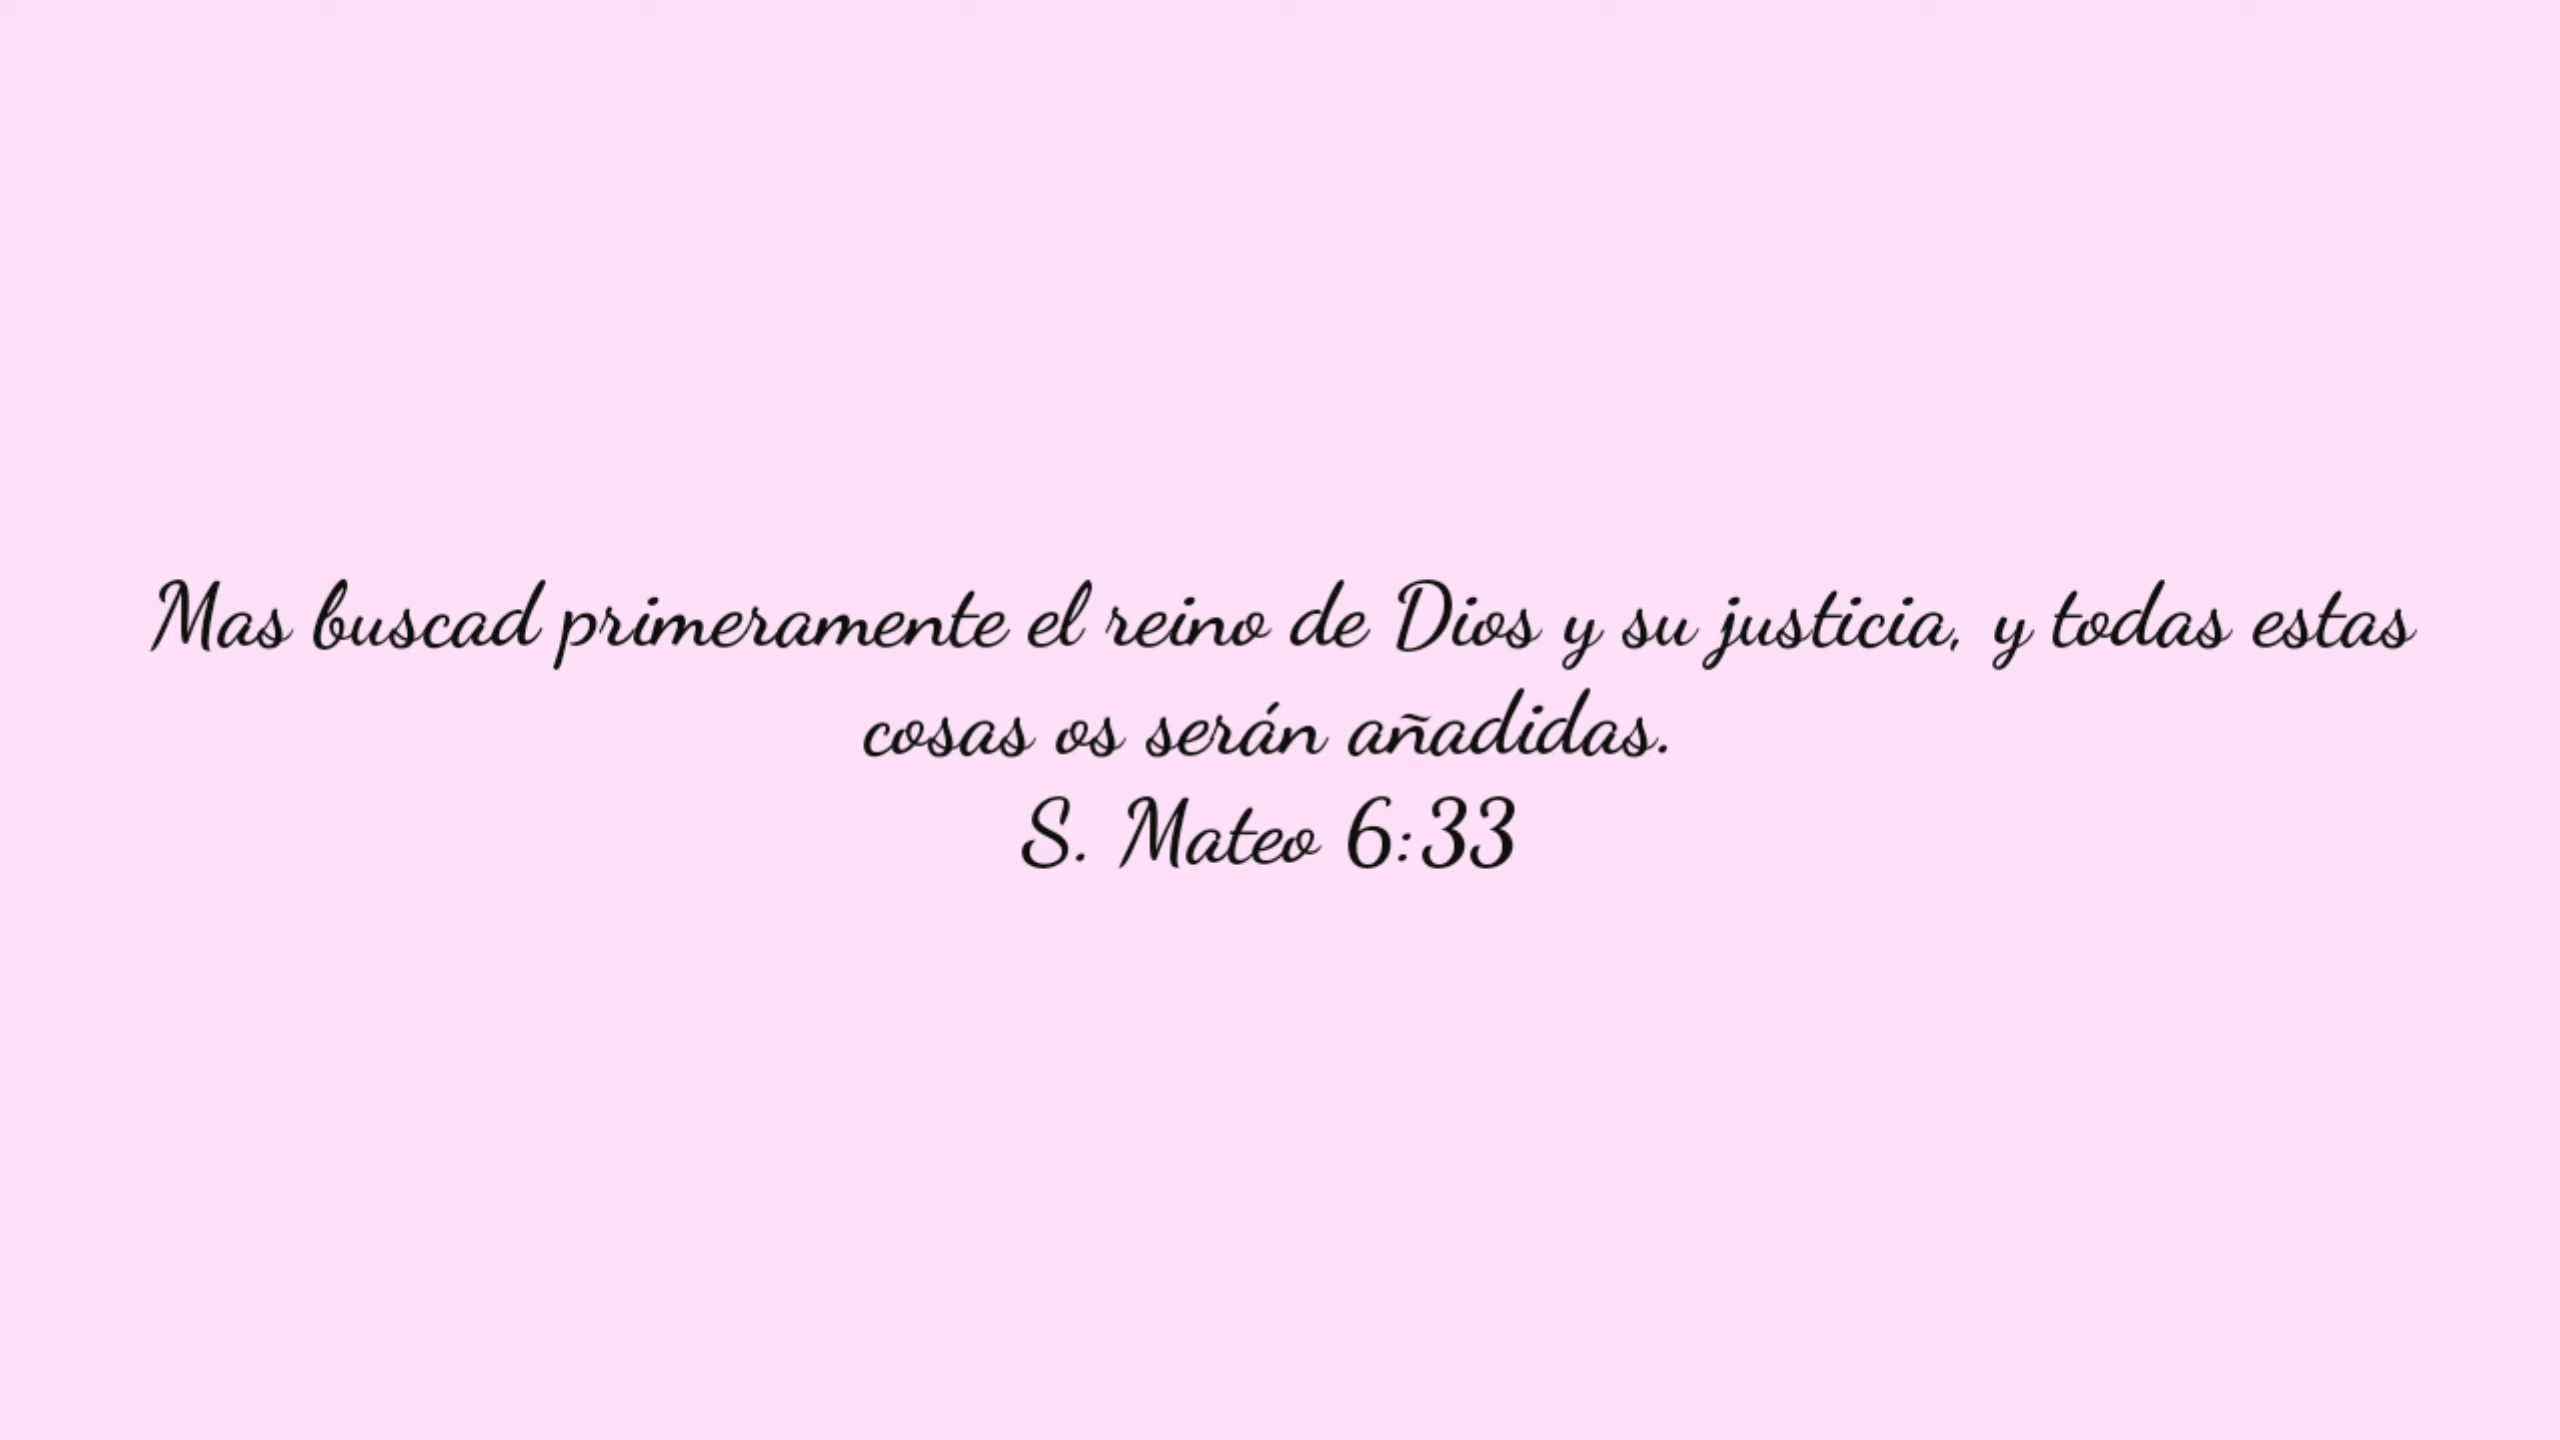 Mas buscad primeramente el reino de Dios y su justicia, y todas estas
cosas os serán añadidas.
S. Mateo 6:33